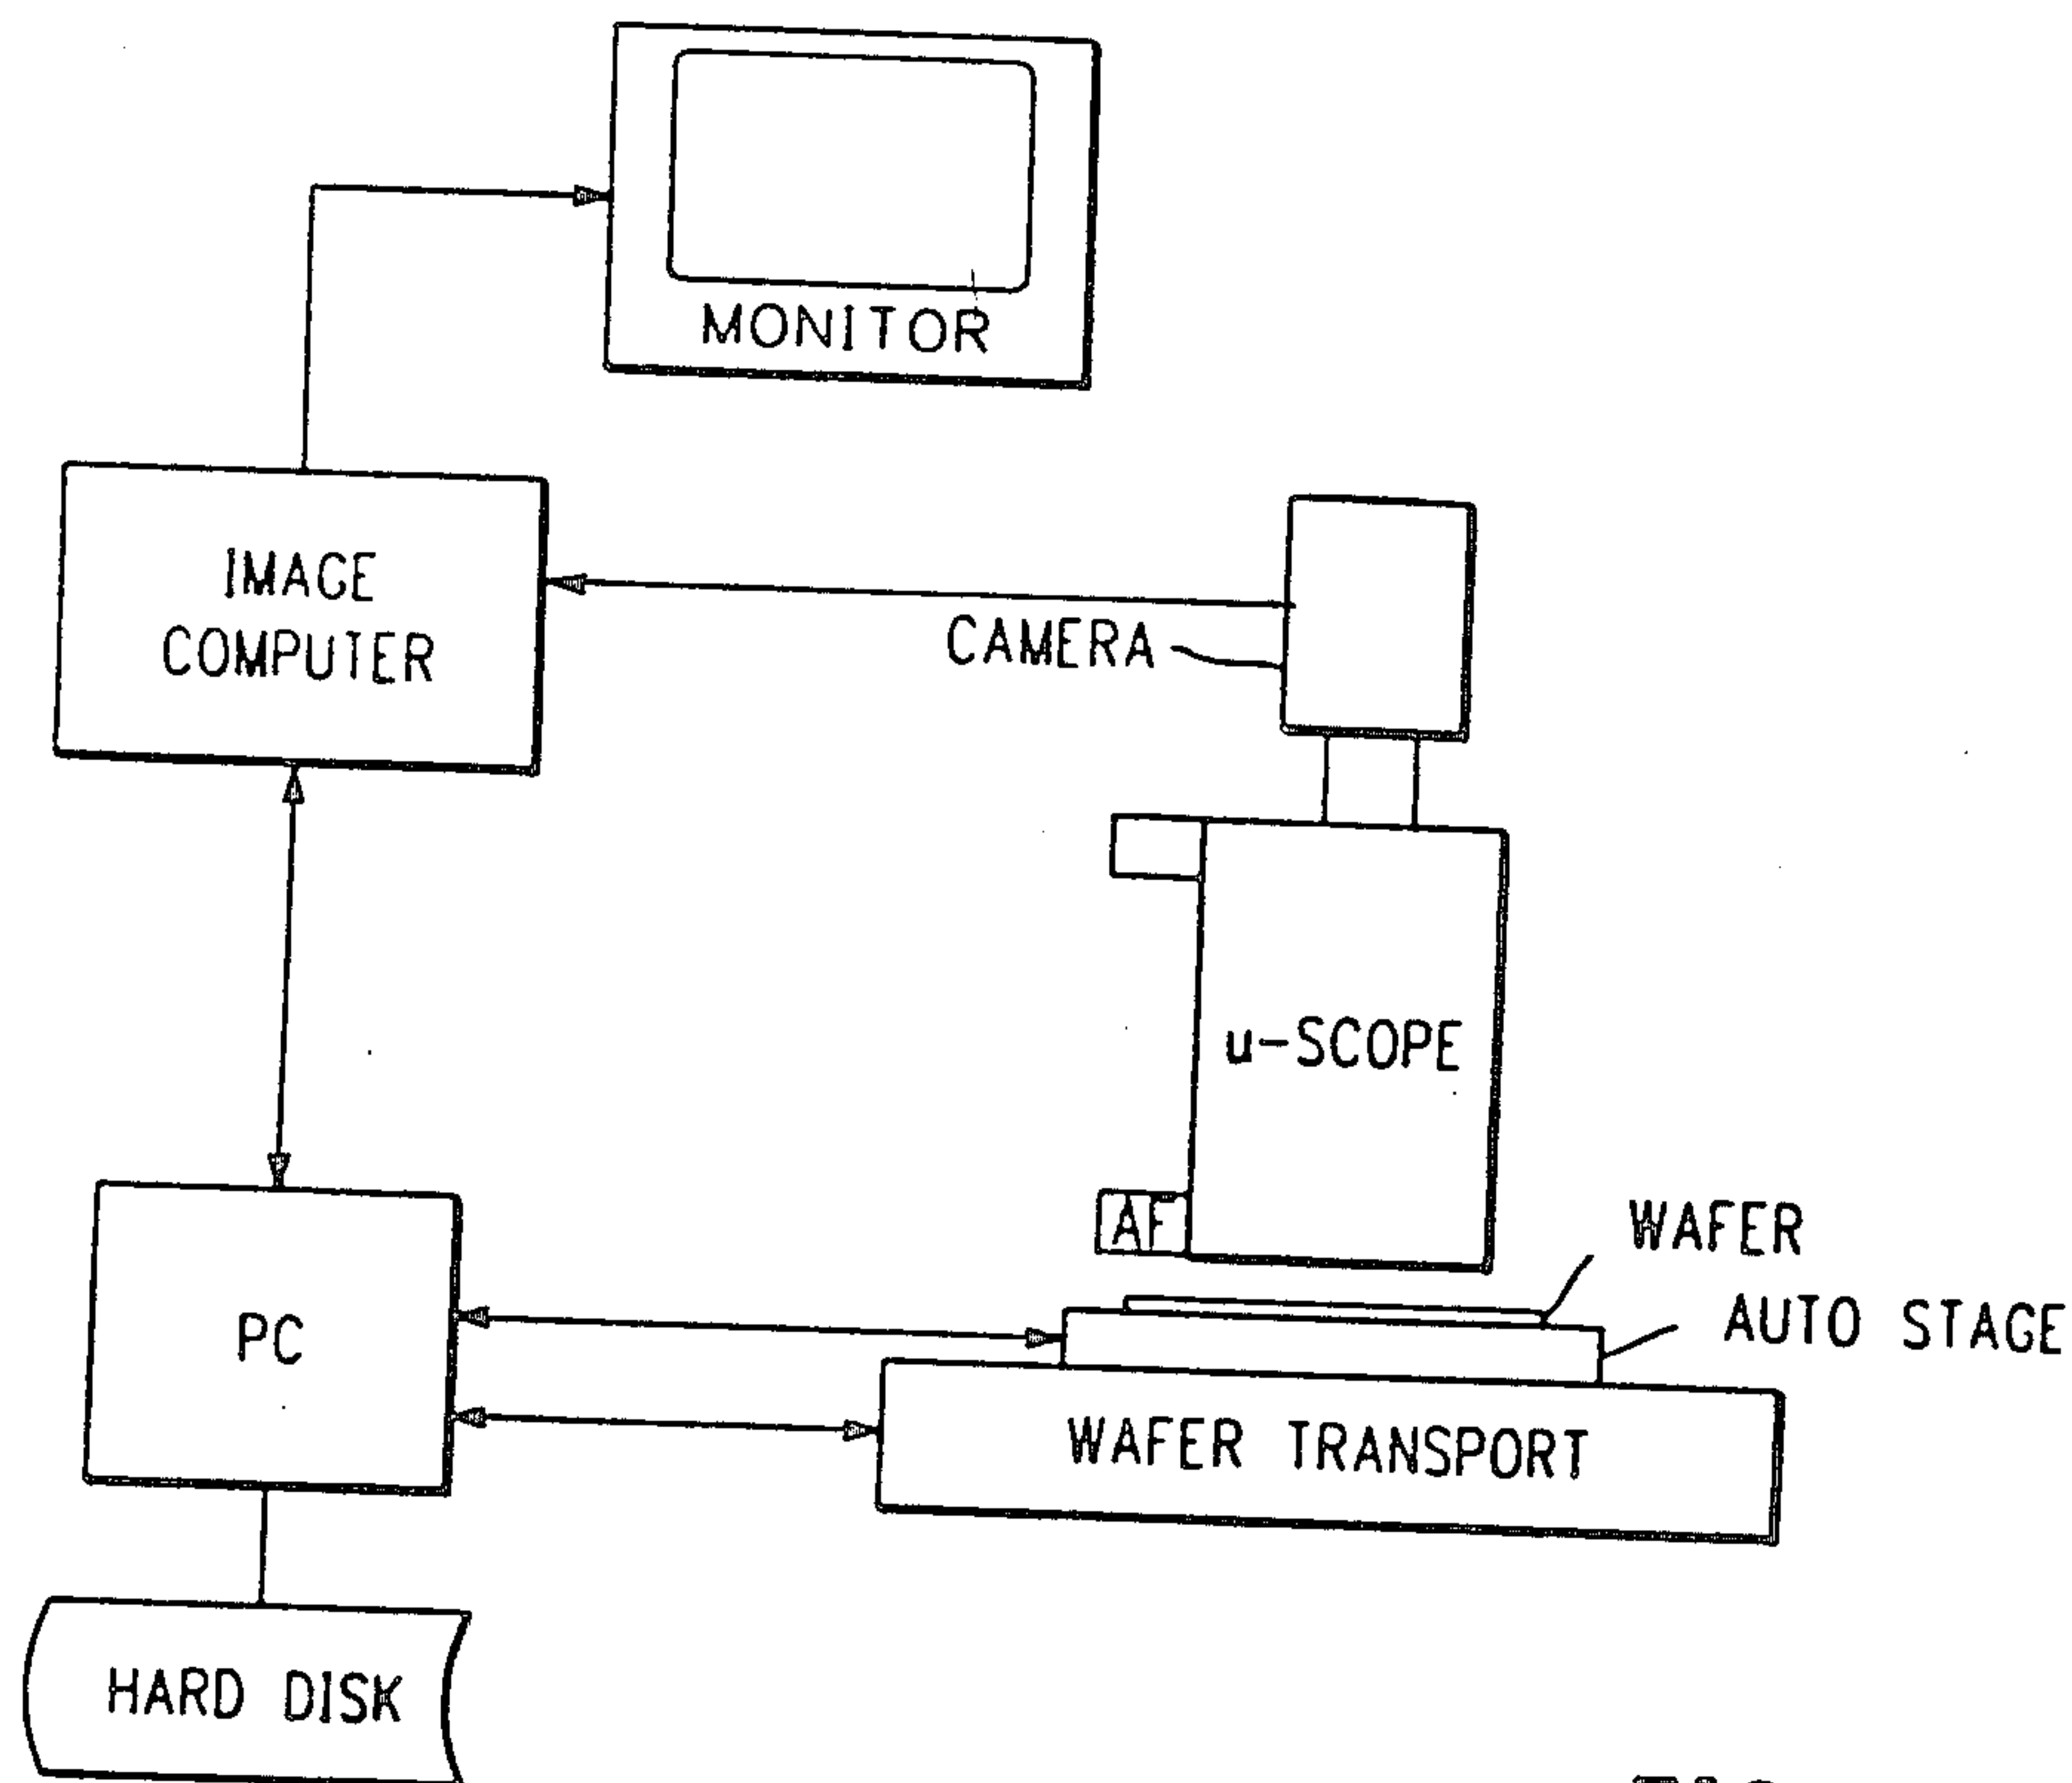 MONITOR
IMAGE
COMPUTER
CAMERA
u-SCOPE
AF
WAFER
AUTO STAGE
PC
WAFER TRANSPORT
HARD DISK